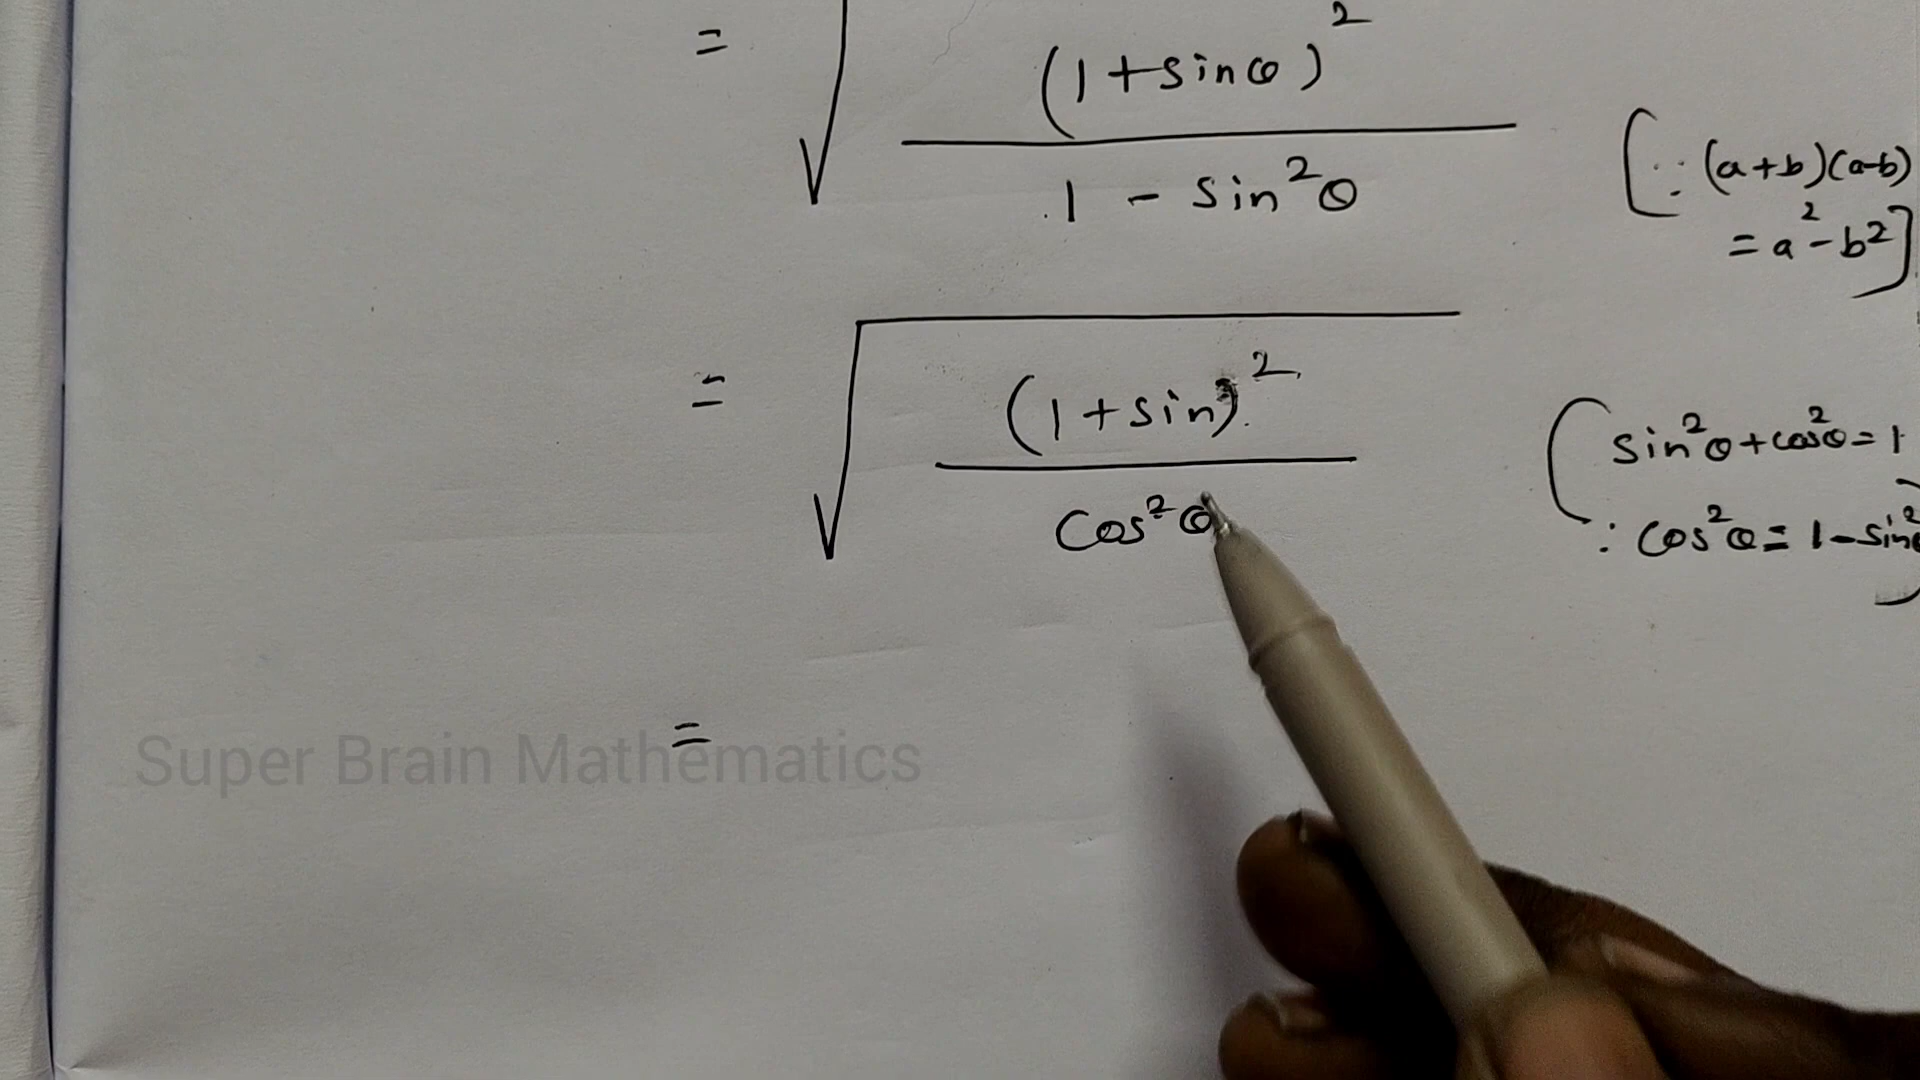 = √ (1 + sin θ)²
1 - sin²θ
[∵ (a+b)(a-b)
= a² - b²]
= √ (1 + sin)²
cos²θ
(sin²θ + cos²θ = 1
∴ cos²θ = 1 - sin²θ)
=
Super Brain Mathematics